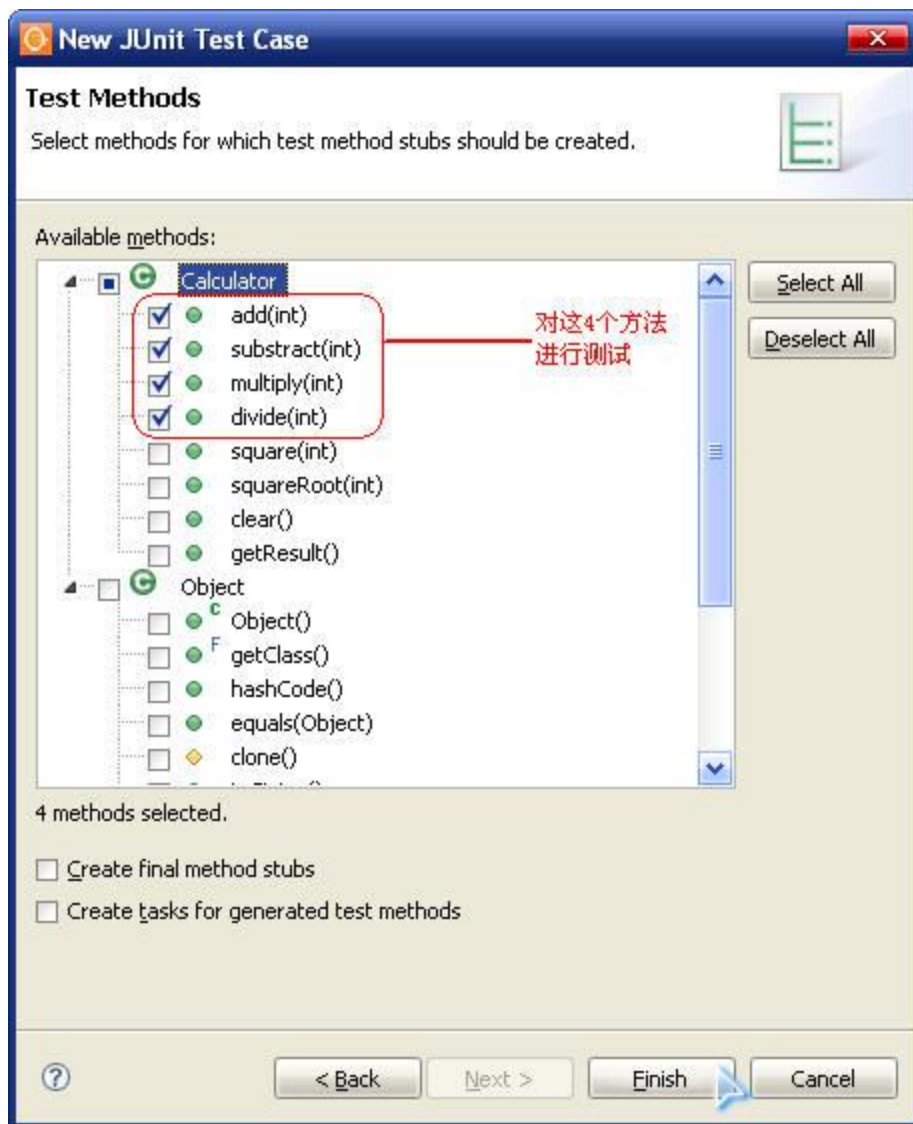 New JUnit Test Case
Test Methods
Select methods for which test method stubs should be created.
Available methods:
Calculator
add(int)
substract(int)
multiply(int)
divide(int)
square(int)
squareRoot(int)
clear()
getResult()
Object
C
Object()
F
getClass()
hashCode()
equals(Object)
clone()
对这4个方法
进行测试
Select All
Deselect All
4 methods selected.
Create final method stubs
Create tasks for generated test methods
< Back
Next >
Finish
Cancel